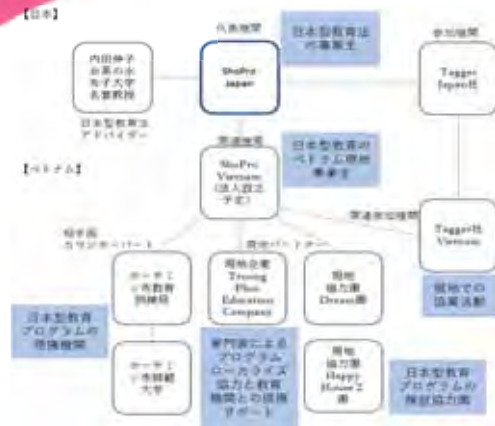 【日本】
代表機関
参加機関
日本型教育法
の事業主
内田伸子
お茶の水
女子大学
名誉教授
ShoPro
Japan
Tagger
Japan社
日本型教育法
アドバイザー
関連機関
日本型教育の
ベトナム現地
事業主
【ベトナム】
ShoPro
Vietnam
(法人設立
予定)
関連参加機関
Tagger社
Vietnam
相手国
カウンターパート
現地パートナー
現地での
協業活動
ホーチミ
ン市教育
訓練局
現地企業
Truong
Phu
Education
Company
現地
協力園
Dream園
日本型教育
プログラムの
専門家による
プログラム
ローカライズ
協力と教育
機関との提携
サポート
ホーチミ
ン市師範
大学
現地
協力園
Happy
House2
園
日本型教育
プログラムの
検証協力園